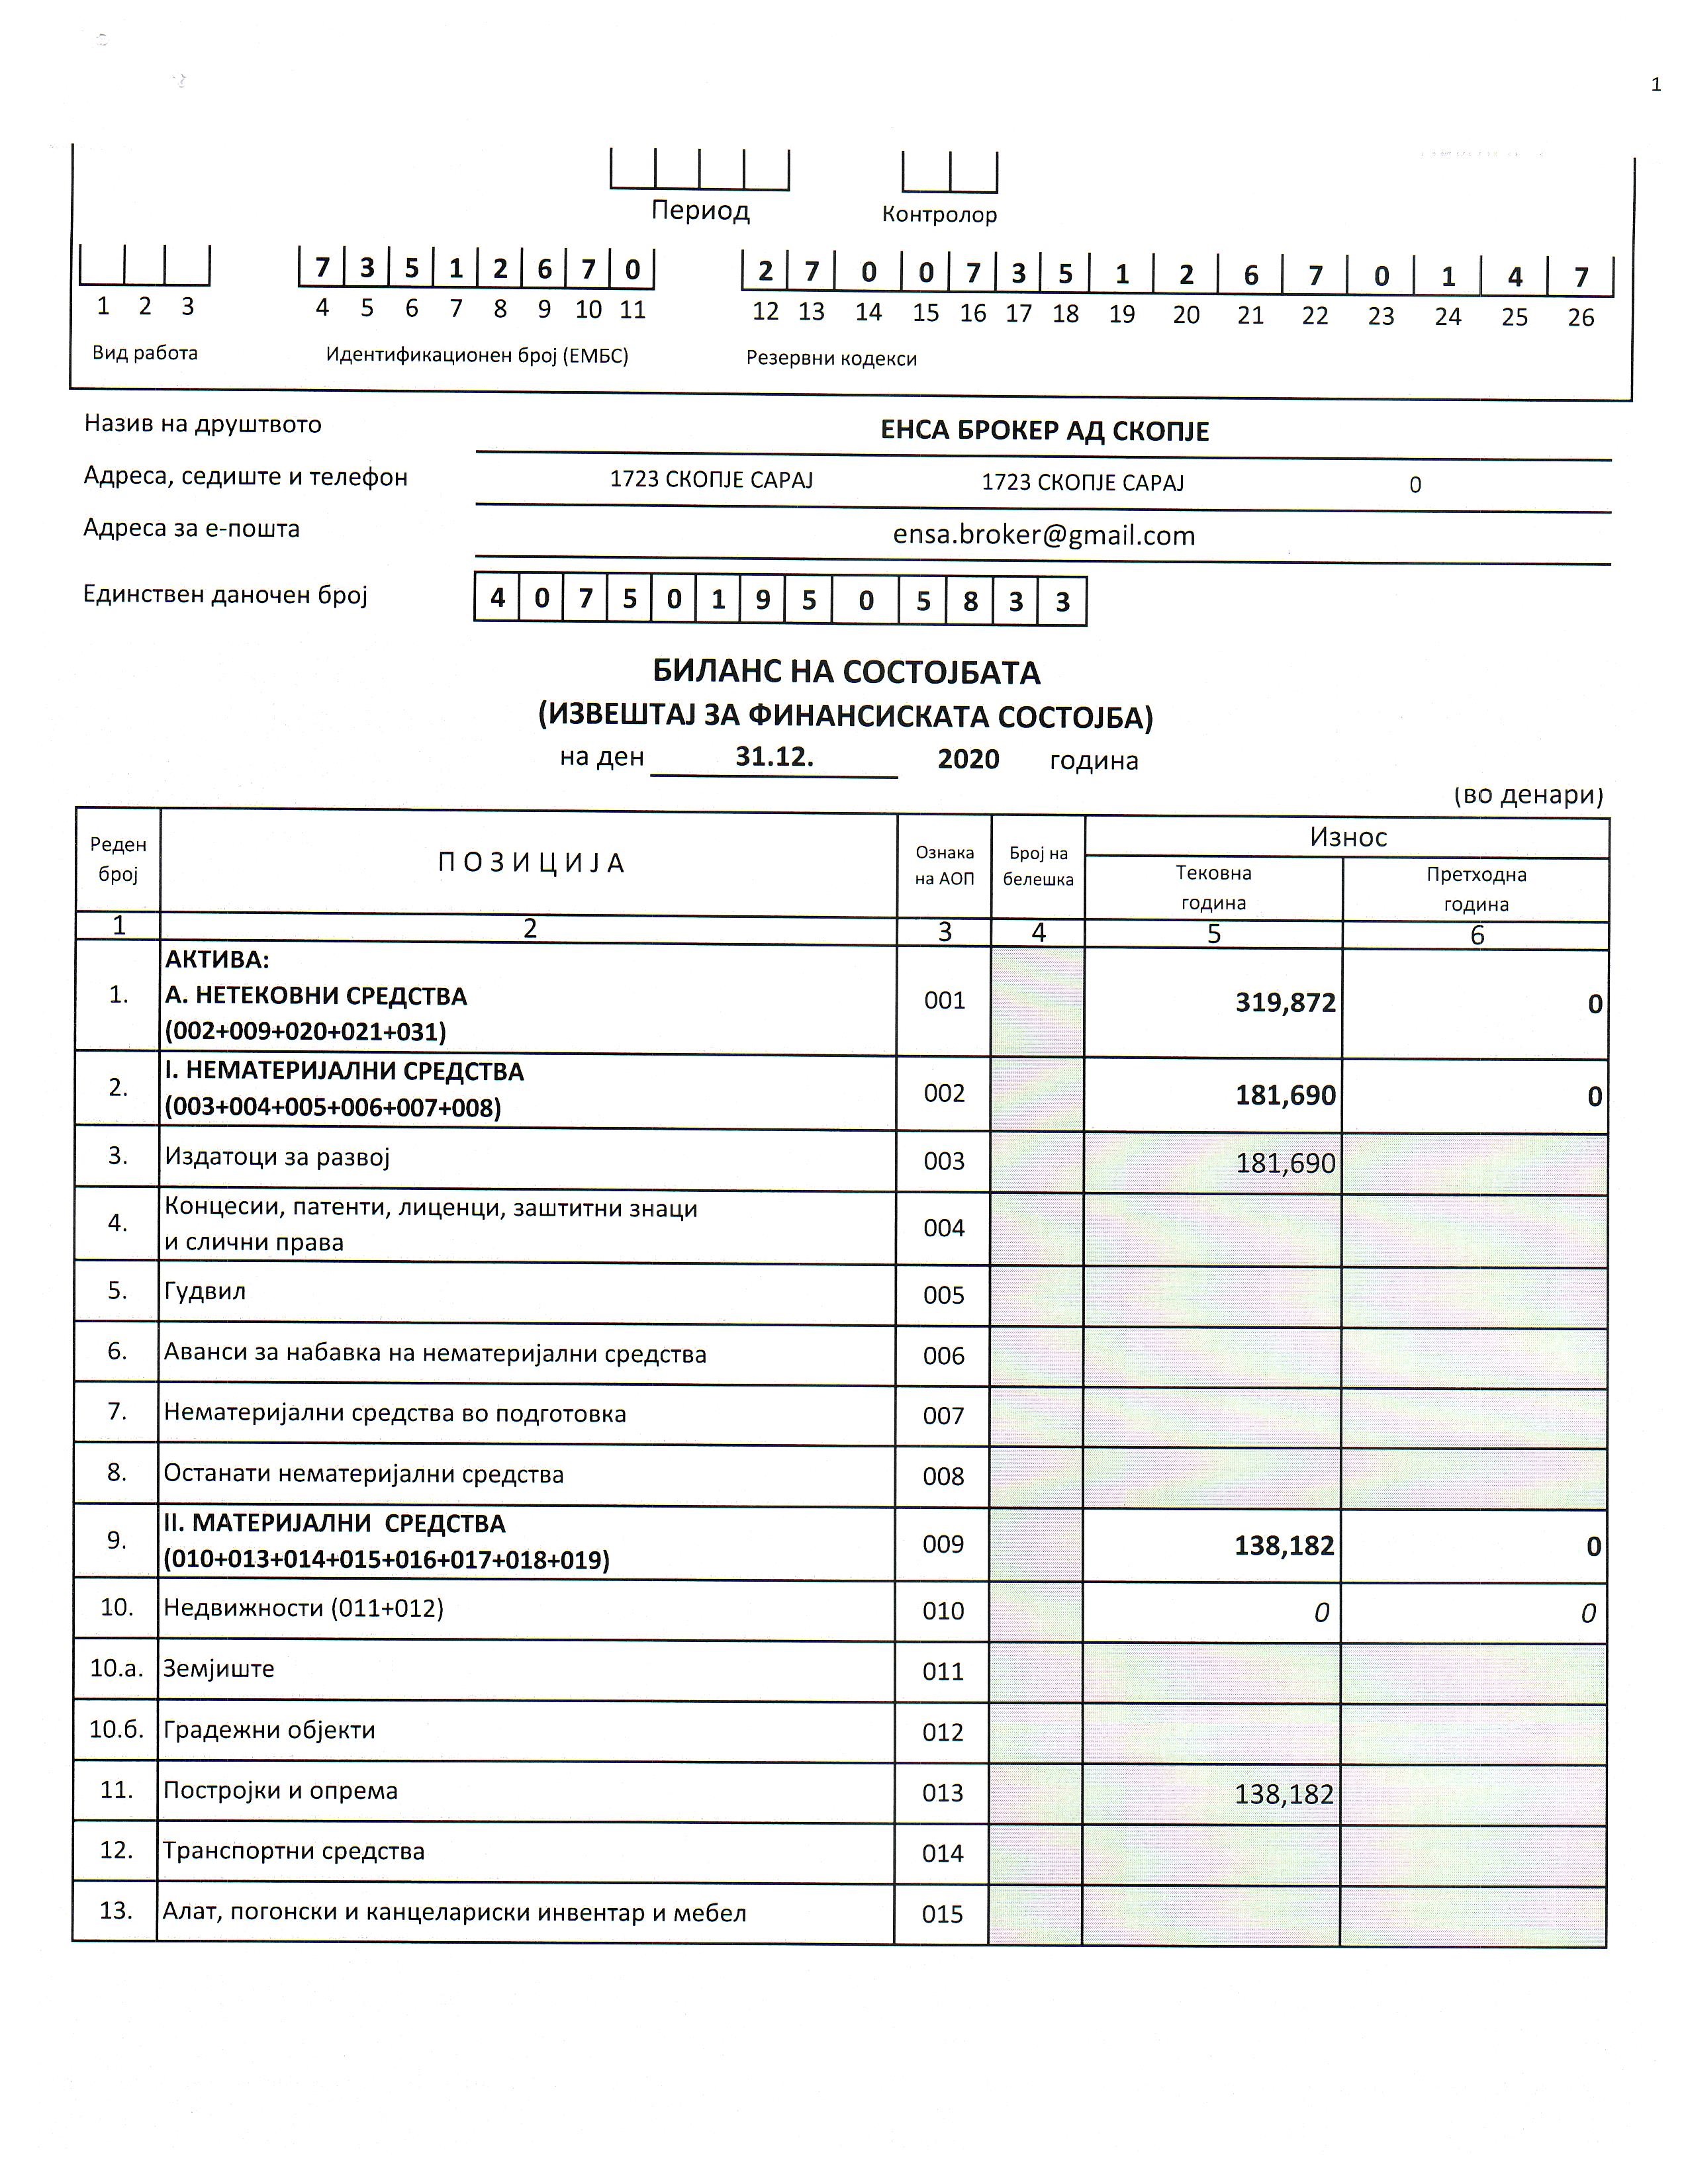 1
Период Контролор
7 3 5 1 2 6 7 0 2 7 0 0 7 3 5 1 2 6 7 0 1 4 7
1 2 3 4 5 6 7 8 9 10 11 12 13 14 15 16 17 18 19 20 21 22 23 24 25 26
Вид работа Идентификационен број (ЕМБС) Резервни кодекси
Назив на друштвото ЕНСА БРОКЕР АД СКОПЈЕ
Адреса, седиште и телефон 1723 СКОПЈЕ САРАЈ 1723 СКОПЈЕ САРАЈ 0
Адреса за е-пошта ensa.broker@gmail.com
Единствен даночен број 4 0 7 5 0 1 9 5 0 5 8 3 3
БИЛАНС НА СОСТОЈБАТА
(ИЗВЕШТАЈ ЗА ФИНАНСИСКАТА СОСТОЈБА)
на ден 31.12. 2020 година
(во денари)
Реден број ПОЗИЦИЈА Ознака на АОП Број на белешка Износ
Тековна година Претходна година
1 2 3 4 5 6
АКТИВА:
1. А. НЕТЕКОВНИ СРЕДСТВА 001 319,872 0
(002+009+020+021+031)
2. I. НЕМАТЕРИЈАЛНИ СРЕДСТВА 002 181,690 0
(003+004+005+006+007+008)
3. Издатоци за развој 003 181,690
4. Концесии, патенти, лиценци, заштитни знаци 004
и слични права
5. Гудвил 005
6. Аванси за набавка на нематеријални средства 006
7. Нематеријални средства во подготовка 007
8. Останати нематеријални средства 008
9. II. МАТЕРИЈАЛНИ СРЕДСТВА 009 138,182 0
(010+013+014+015+016+017+018+019)
10. Недвижности (011+012) 010 0 0
10.а. Земјиште 011
10.б. Градежни објекти 012
11. Постројки и опрема 013 138,182
12. Транспортни средства 014
13. Алат, погонски и канцелариски инвентар и мебел 015